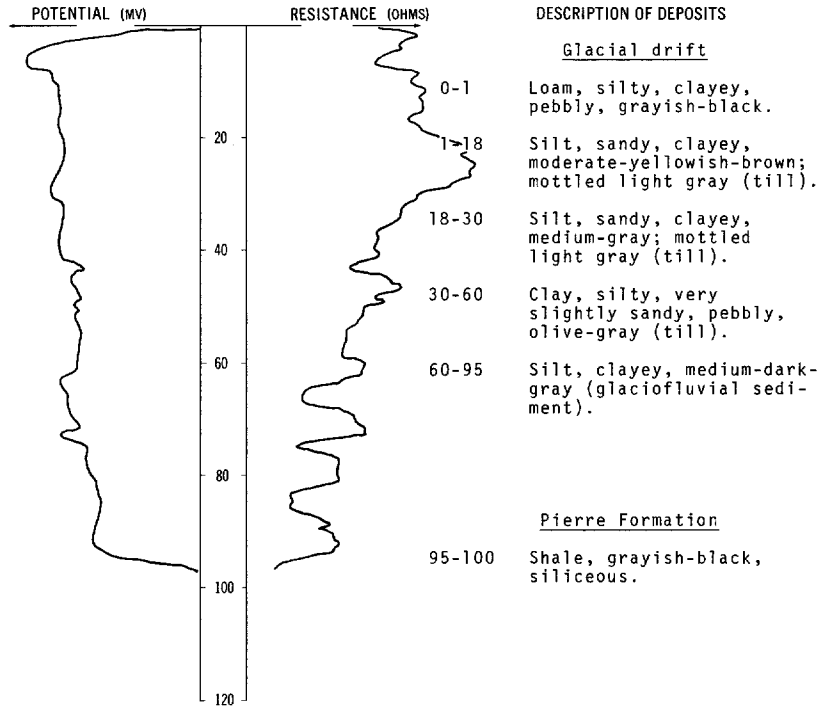 POTENTIAL (MV) RESISTANCE (OHMS) DESCRIPTION OF DEPOSITS
Glacial drift
0-1 Loam, silty, clayey,
pebbly, grayish-black.
20
1-18 Silt, sandy, clayey,
moderate-yellowish-brown;
mottled light gray (till).
18-30 Silt, sandy, clayey,
medium-gray; mottled
40
light gray (till).
30-60 Clay, silty, very
slightly sandy, pebbly,
olive-gray (till).
60
60-95 Silt, clayey, medium-dark-
gray (glaciofluvial sedi-
ment).
80
Pierre Formation
95-100 Shale, grayish-black,
siliceous.
100
120